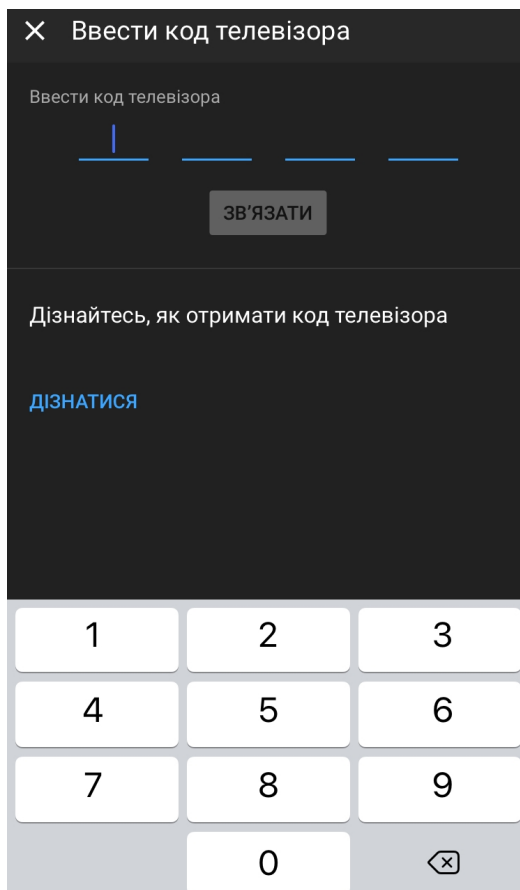 Ввести код телевізора
Ввести код телевізора
ЗВ'ЯЗАТИ
Дізнайтесь, як отримати код телевізора
ДІЗНАТИСЯ
1 2 3
4 5 6
7 8 9
0